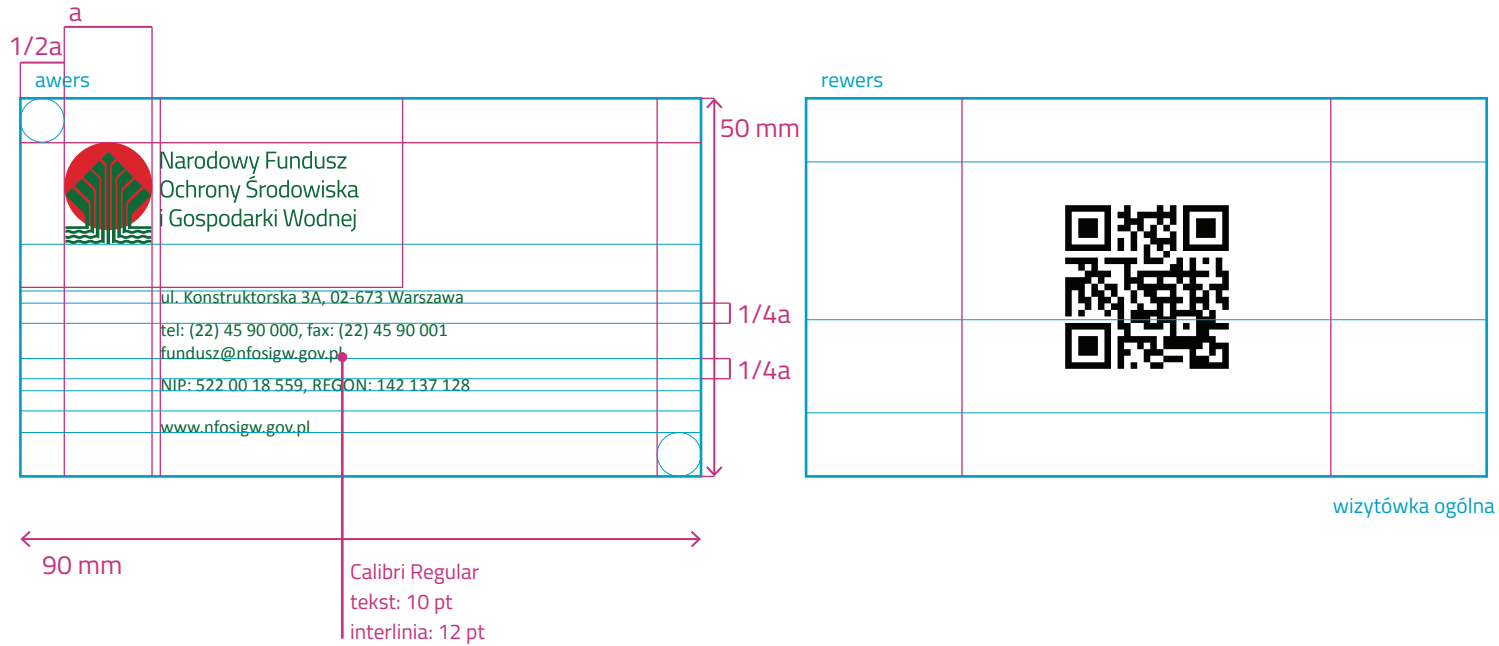 a
1/2a
awers
Narodowy Fundusz
Ochrony Środowiska
i Gospodarki Wodnej
ul. Konstruktorska 3A, 02-673 Warszawa
tel: (22) 45 90 000, fax: (22) 45 90 001
fundusz@nfosigw.gov.pl
NIP: 522 00 18 559, REGON: 142 137 128
www.nfosigw.gov.pl
50 mm
1/4a
1/4a
90 mm
Calibri Regular
tekst: 10 pt
interlinia: 12 pt
rewers
wizytówka ogólna